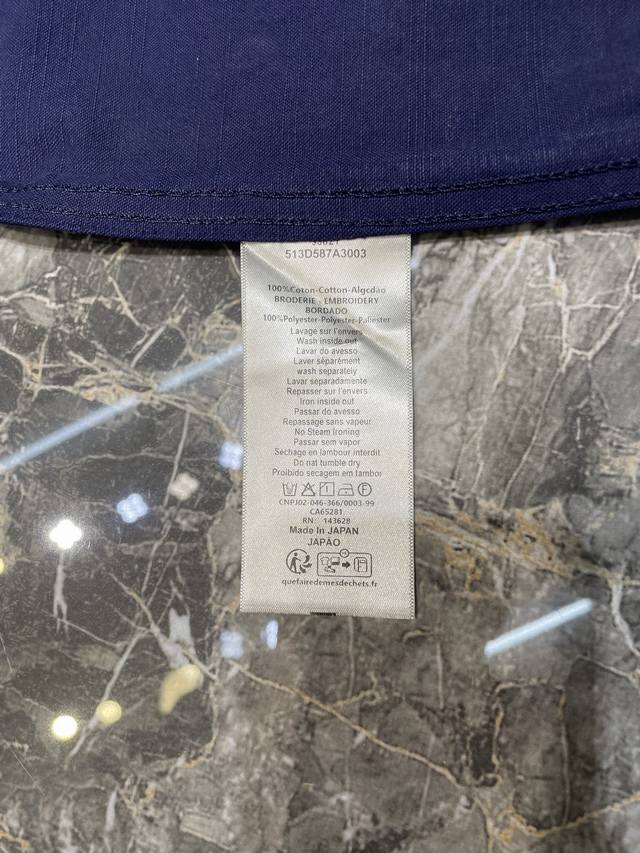 513D587A3003
100%Coton-Cotton-Algcdão
BRODERIE - EMBROIDERY
BORDADO
100%Polyester-Polyester-Paliester
Lavage sur l'envers
Wash inside out
Lavar do avesso
Laver séparément
wash separately
Lavar separadamente
Repasser sur l'envers
Iron inside out
Passar do avesso
Repassage sans vapeur
No Steam Ironing
Passar sem vapor
Sechage en lambour interdit
Do nat tumble dry
Proibido secagem em tambor
CNPJ02-046-366/0003-99
CA65281
RN: 143628
Made In JAPAN
JAPÃO
quefairedemesdechets.fr